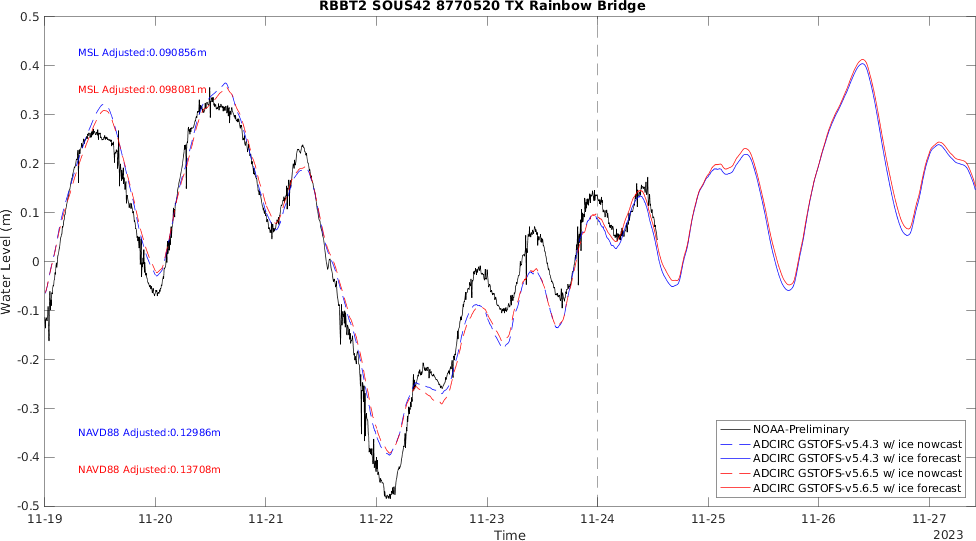 RBBT2 SOUS42 8770520 TX Rainbow Bridge
MSL Adjusted:0.090856m
MSL Adjusted:0.098081m
NAVD88 Adjusted:0.12986m
NAVD88 Adjusted:0.13708m
Water Level (m)
0.5
0.4
0.3
0.2
0.1
0
-0.1
-0.2
-0.3
-0.4
-0.5
NOAA-Preliminary
ADCIRC GSTOFS-v5.4.3 w/ ice nowcast
ADCIRC GSTOFS-v5.4.3 w/ ice forecast
ADCIRC GSTOFS-v5.6.5 w/ ice nowcast
ADCIRC GSTOFS-v5.6.5 w/ ice forecast
11-19 11-20 11-21 11-22 11-23 11-24 11-25 11-26 11-27
Time
2023